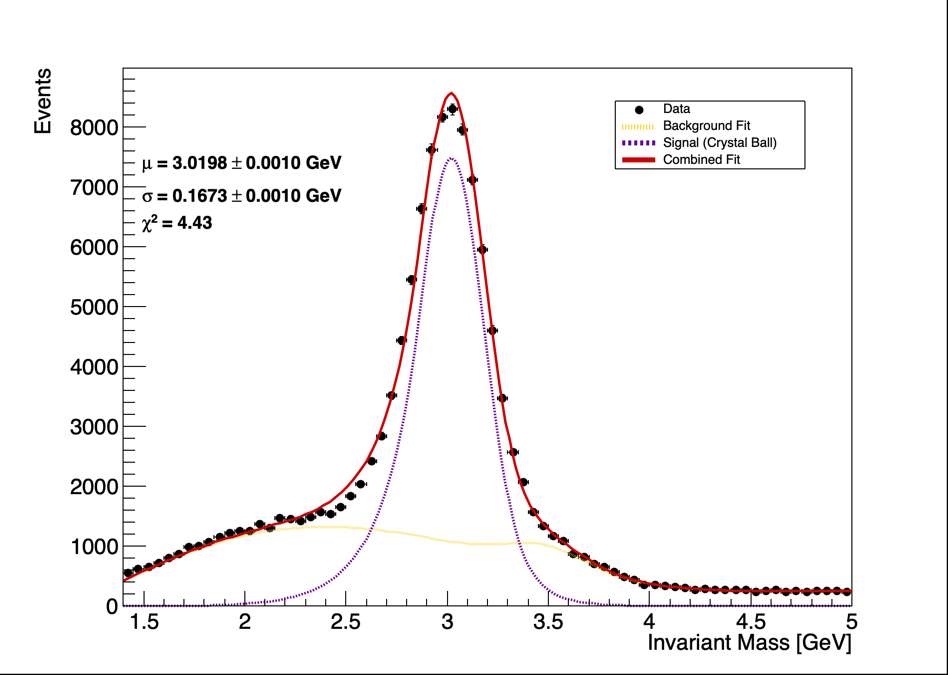 Events
8000
7000
6000
5000
4000
3000
2000
1000
0
μ = 3.0198 ± 0.0010 GeV
σ = 0.1673 ± 0.0010 GeV
χ² = 4.43
Data
Background Fit
Signal (Crystal Ball)
Combined Fit
1.5 2 2.5 3 3.5 4 4.5 5
Invariant Mass [GeV]